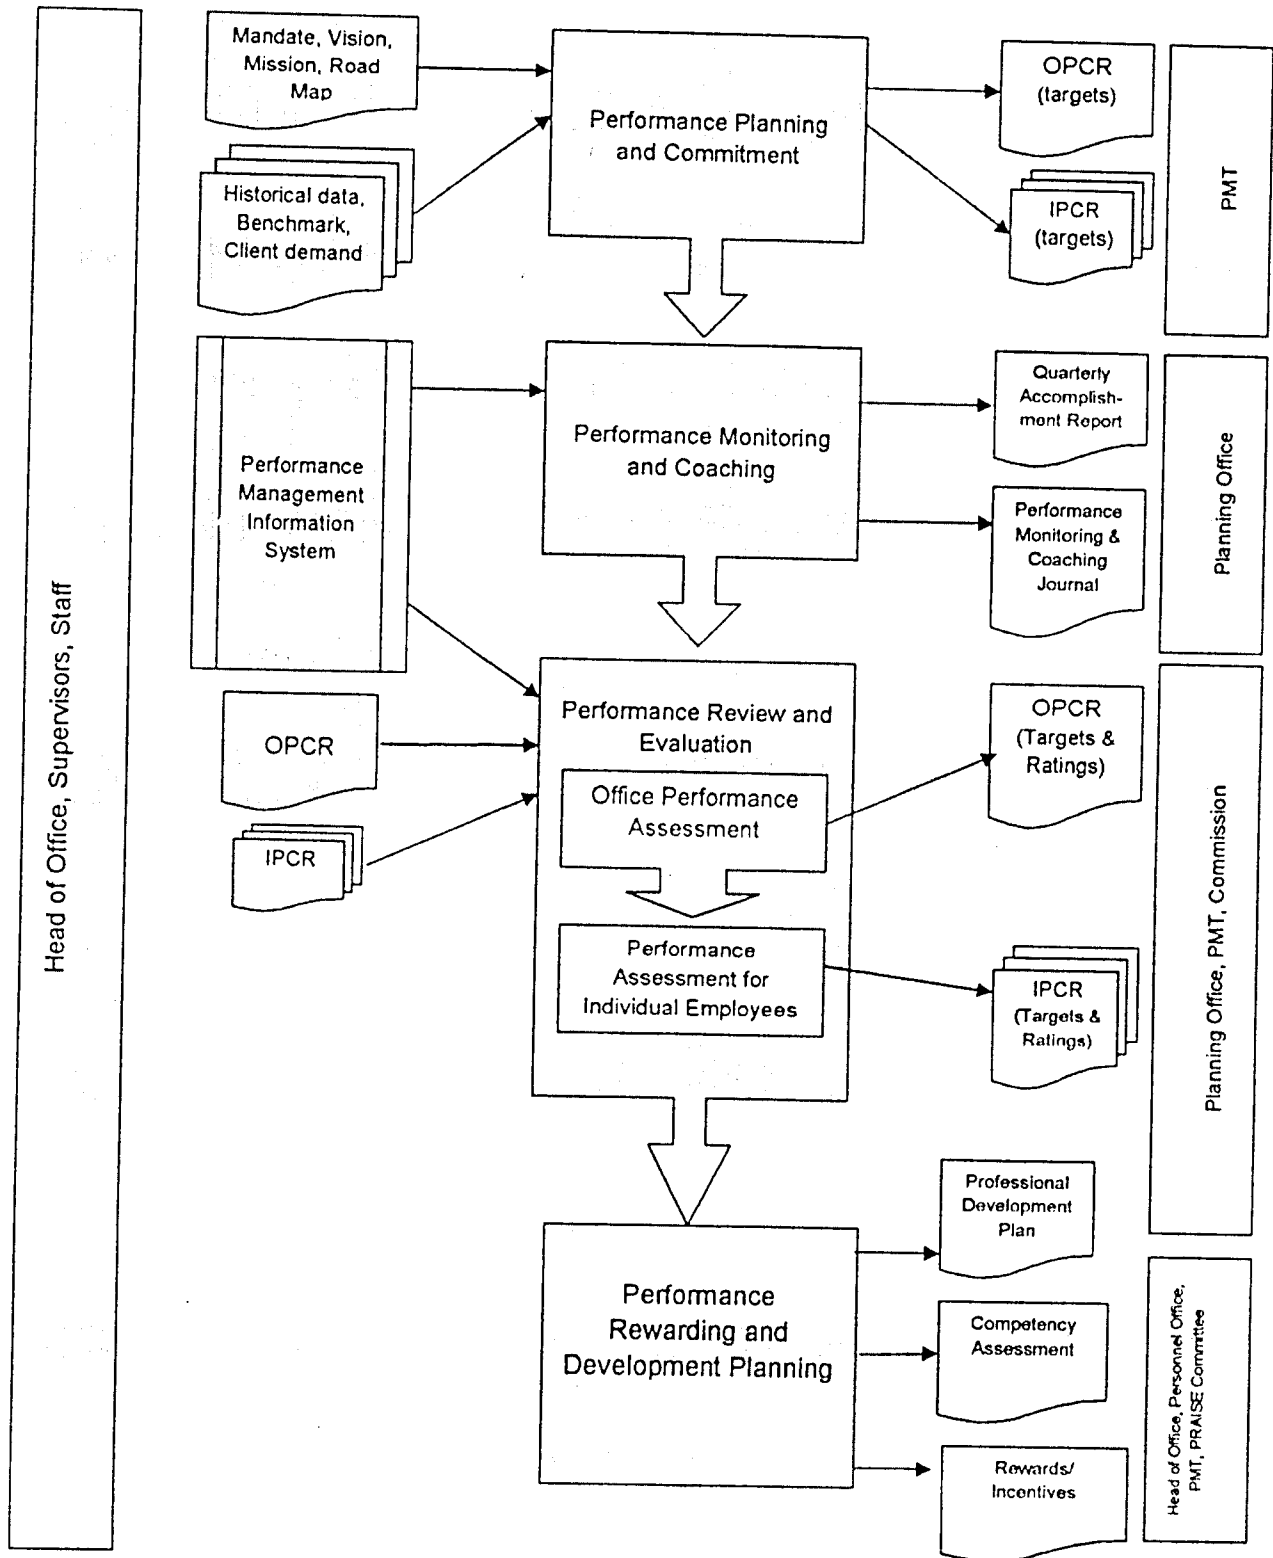 Mandate, Vision,
Mission, Road
Map
Performance Planning
and Commitment
OPCR
(targets)
Historical data,
Benchmark,
Client demand
IPCR
(targets)
PMT
Performance
Management
Information
System
Performance Monitoring
and Coaching
Quarterly
Accomplish-
ment Report
Performance
Monitoring &
Coaching
Journal
Planning Office
Head of Office, Supervisors, Staff
OPCR
IPCR
Performance Review and
Evaluation
Office Performance
Assessment
Performance
Assessment for
Individual Employees
OPCR
(Targets &
Ratings)
IPCR
(Targets &
Ratings)
Planning Office, PMT, Commission
Performance
Rewarding and
Development Planning
Professional
Development
Plan
Competency
Assessment
Rewards/
Incentives
Head of Office, Personnel Office,
PMT, PRAISE Committee